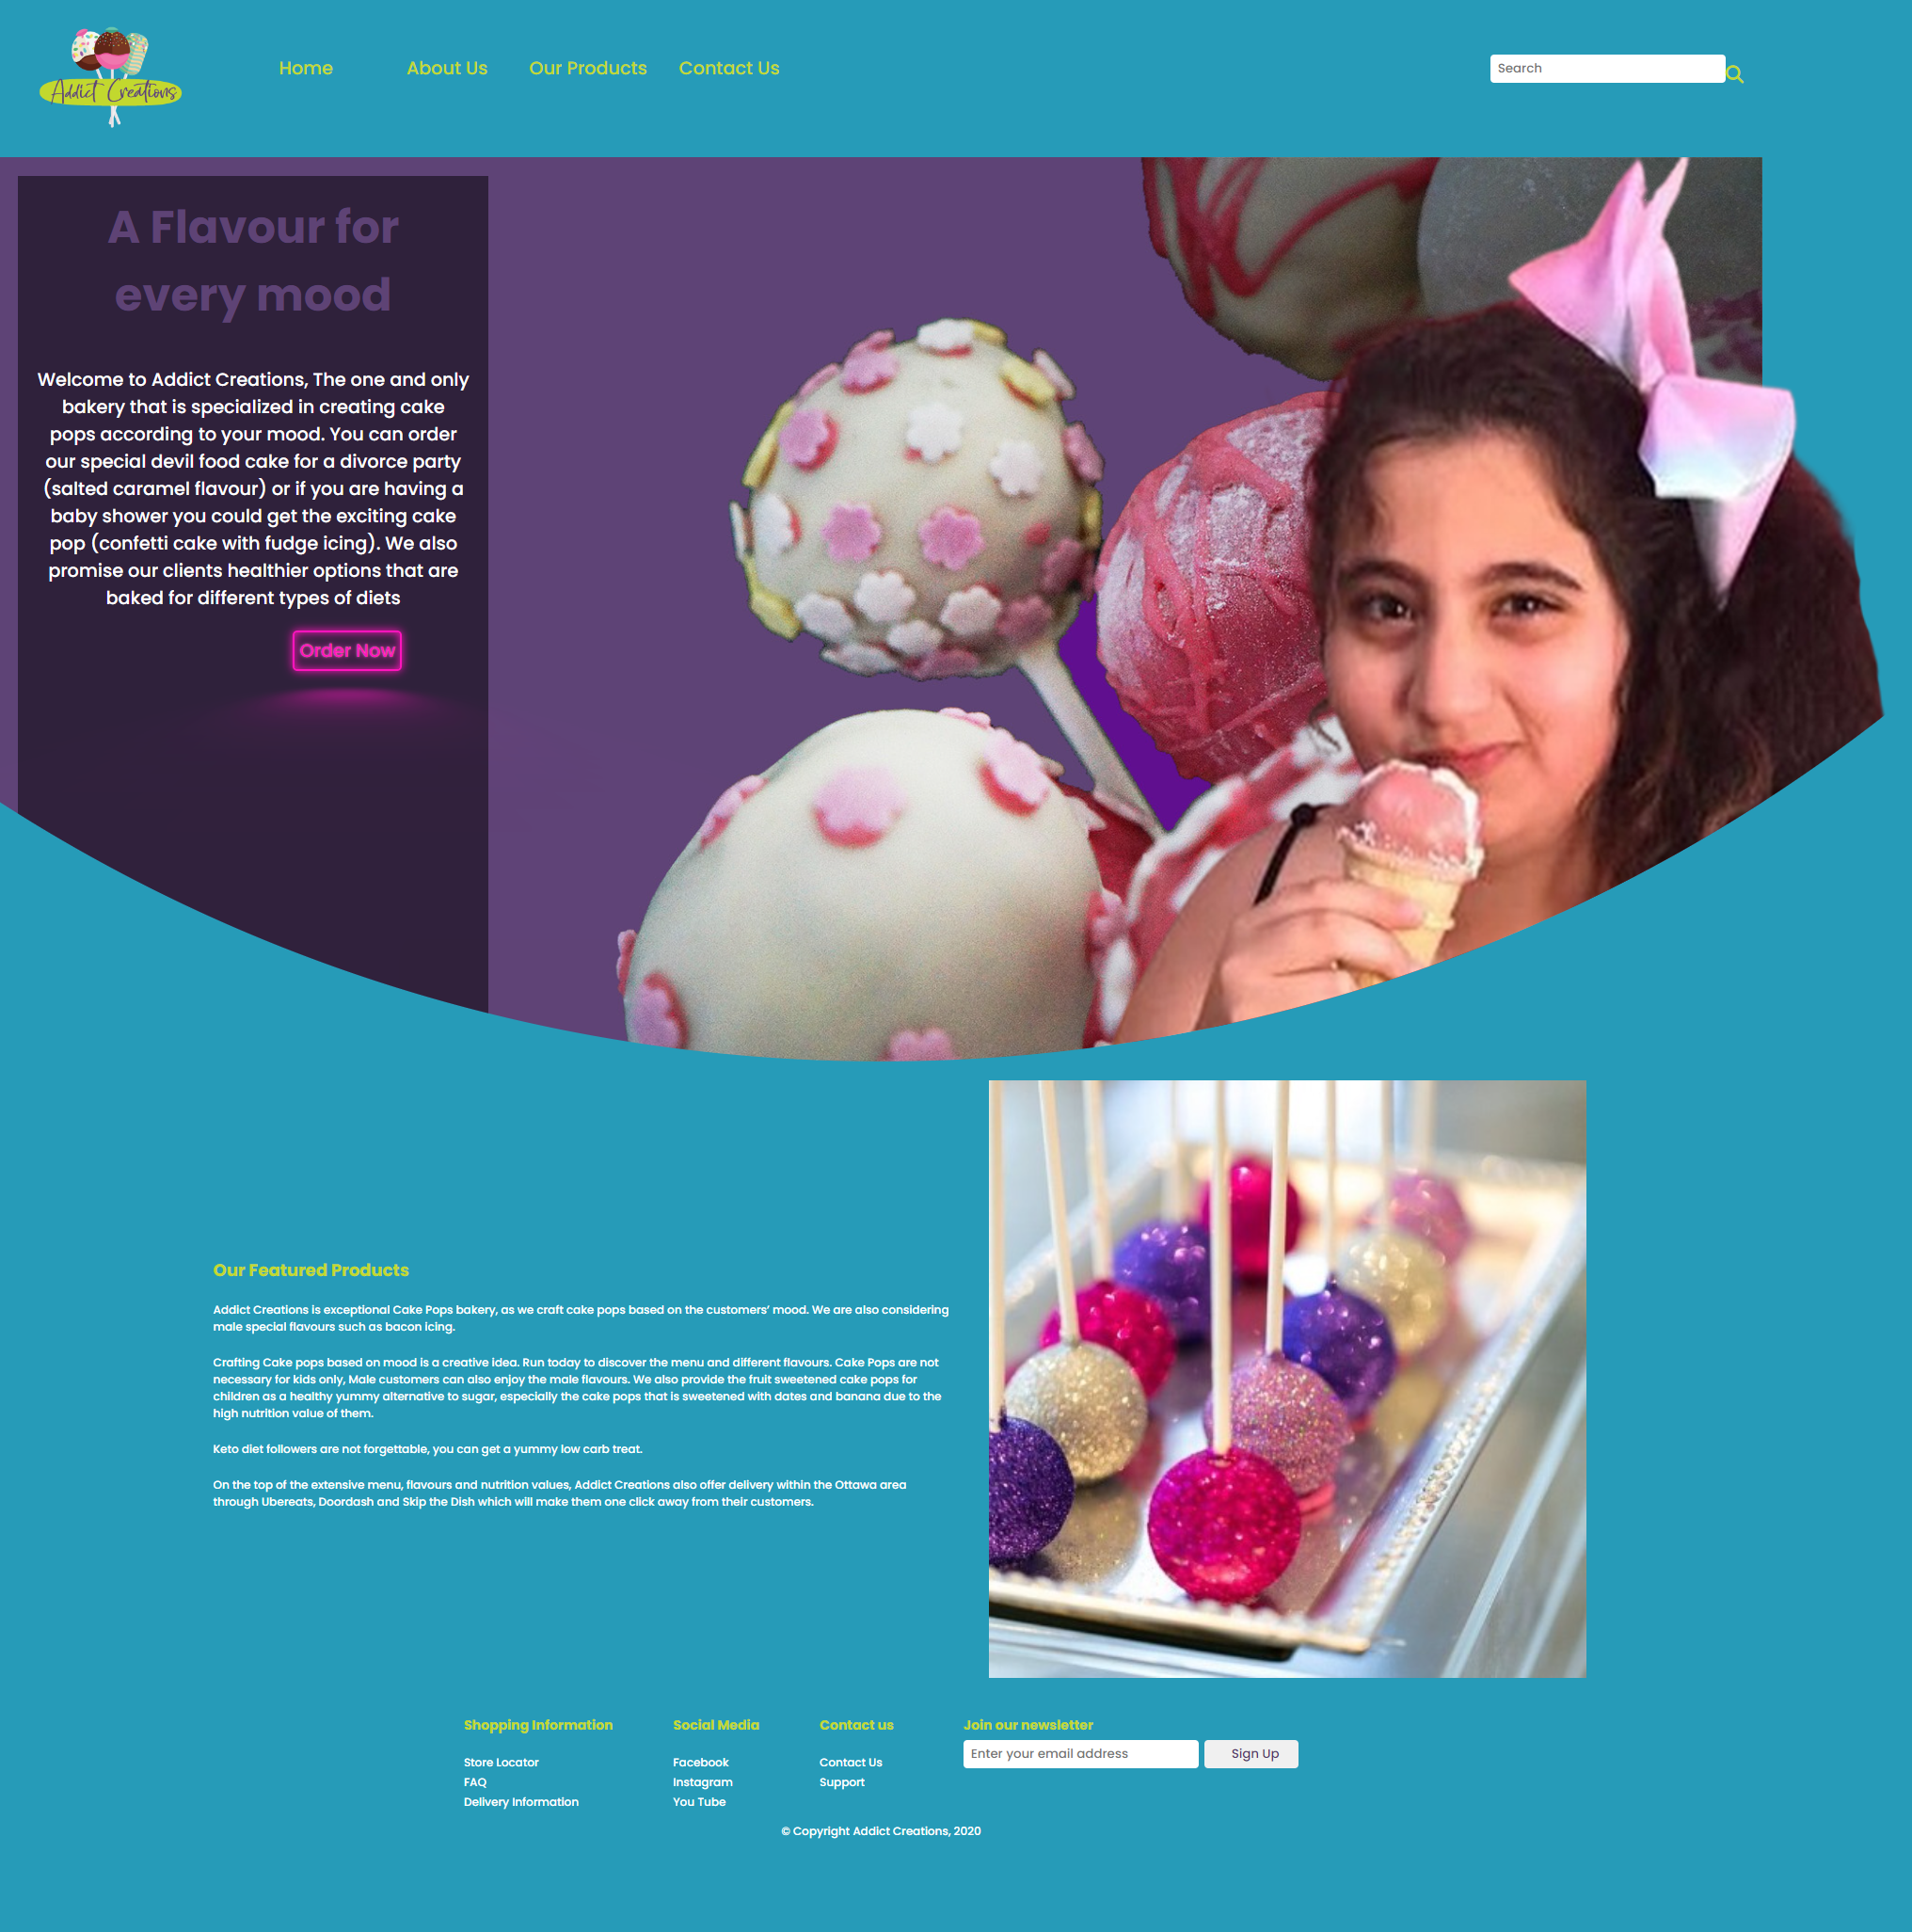 Addict Creations
Home About Us Our Products Contact Us
Search
A Flavour for
every mood
Welcome to Addict Creations, The one and only
bakery that is specialized in creating cake
pops according to your mood. You can order
our special devil food cake for a divorce party
(salted caramel flavour) or if you are having a
baby shower you could get the exciting cake
pop (confetti cake with fudge icing). We also
promise our clients healthier options that are
baked for different types of diets
Order Now
Our Featured Products
Addict Creations is exceptional Cake Pops bakery, as we craft cake pops based on the customers’ mood. We are also considering
male special flavours such as bacon icing.
Crafting Cake pops based on mood is a creative idea. Run today to discover the menu and different flavours. Cake Pops are not
necessary for kids only, Male customers can also enjoy the male flavours. We also provide the fruit sweetened cake pops for
children as a healthy yummy alternative to sugar, especially the cake pops that is sweetened with dates and banana due to the
high nutrition value of them.
Keto diet followers are not forgettable, you can get a yummy low carb treat.
On the top of the extensive menu, flavours and nutrition values, Addict Creations also offer delivery within the Ottawa area
through Ubereats, Doordash and Skip the Dish which will make them one click away from their customers.
Shopping Information
Store Locator
FAQ
Delivery Information
Social Media
Facebook
Instagram
You Tube
Contact us
Contact Us
Support
Join our newsletter
Enter your email address Sign Up
© Copyright Addict Creations, 2020